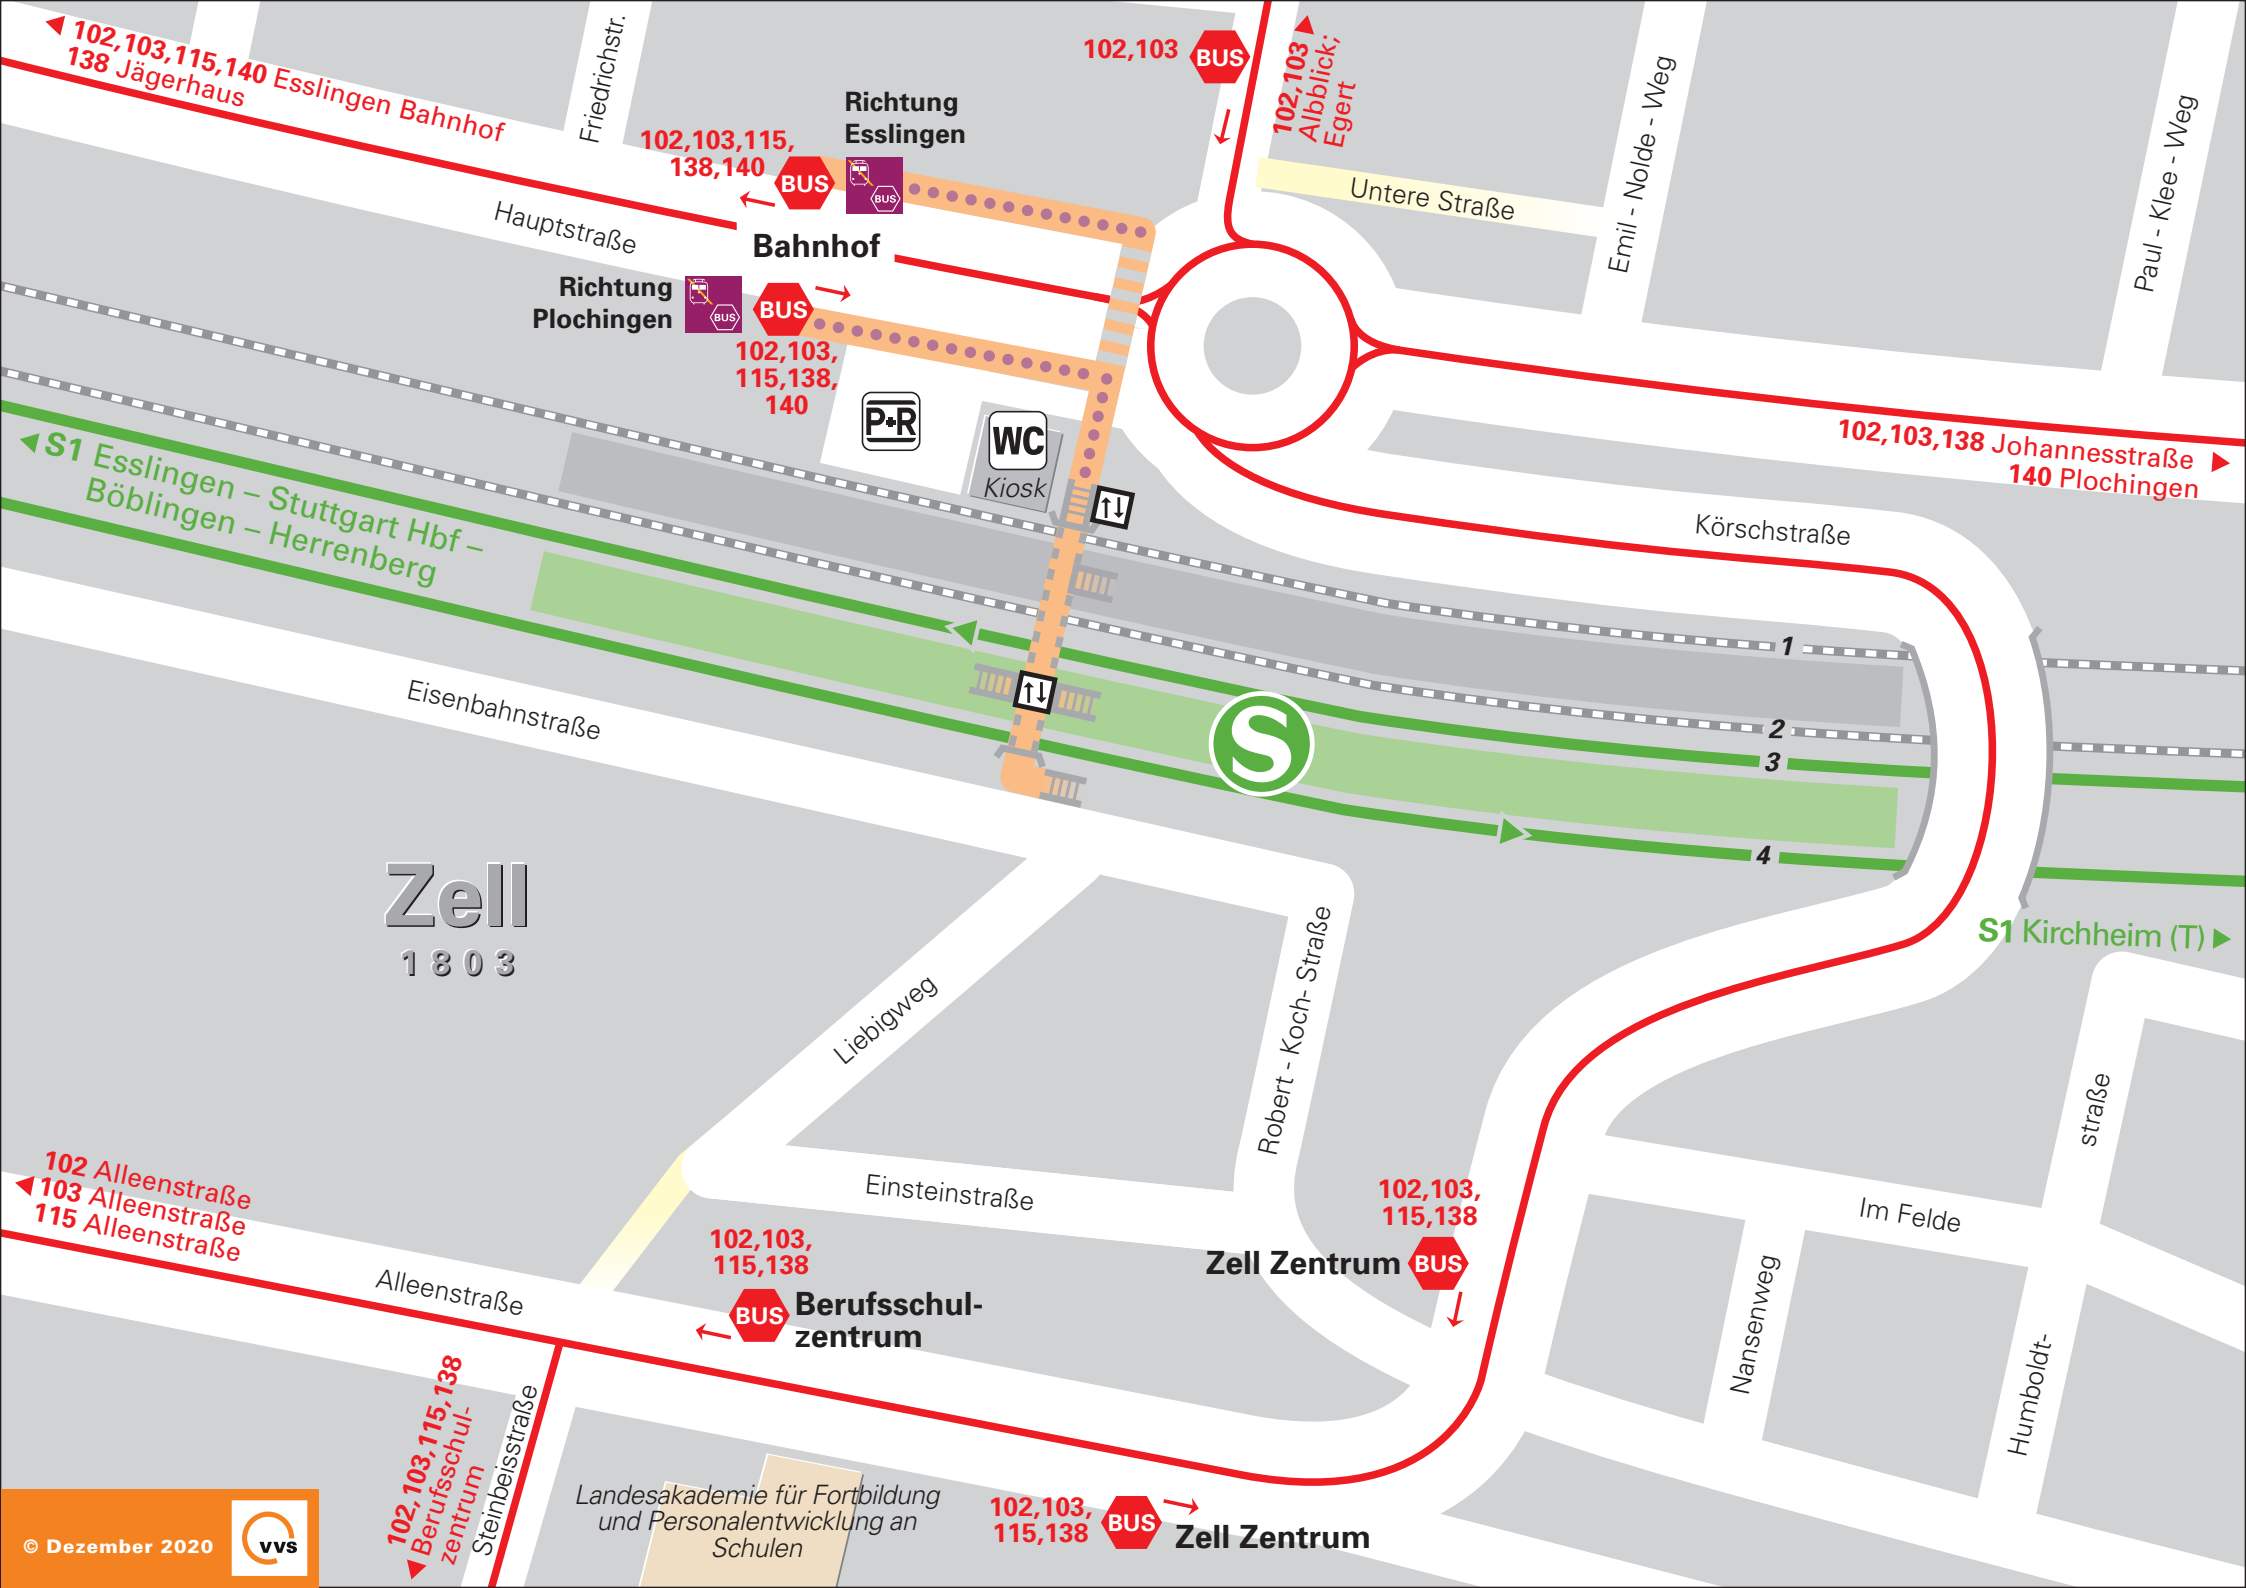 102,103,115,140 Esslingen Bahnhof
138 Jägerhaus
Friedrichstr.
102,103
BUS
102,103
Albblick;
Egert
Richtung
Esslingen
102,103,115,
138,140
BUS
BUS
Untere Straße
Emil - Nolde - Weg
Paul - Klee - Weg
Hauptstraße
Bahnhof
Richtung
Plochingen
BUS
BUS
102,103,
115,138,
140
P+R
WC
Kiosk
102,103,138 Johannesstraße
140 Plochingen
S1 Esslingen – Stuttgart Hbf –
Böblingen – Herrenberg
Körschstraße
1
2
3
4
S
Eisenbahnstraße
Zell
1803
S1 Kirchheim (T)
Liebigweg
Robert - Koch- Straße
Einsteinstraße
straße
Humboldt-
Im Felde
Nansenweg
102 Alleenstraße
103 Alleenstraße
115 Alleenstraße
Alleenstraße
102,103,
115,138
BUS
Berufsschul-
zentrum
102,103,
115,138
Zell Zentrum
BUS
102,103,115,138
Berufsschul-
zentrum
Steinbeisstraße
Landesakademie für Fortbildung
und Personalentwicklung an
Schulen
102,103,
115,138
BUS
Zell Zentrum
© Dezember 2020
vvs